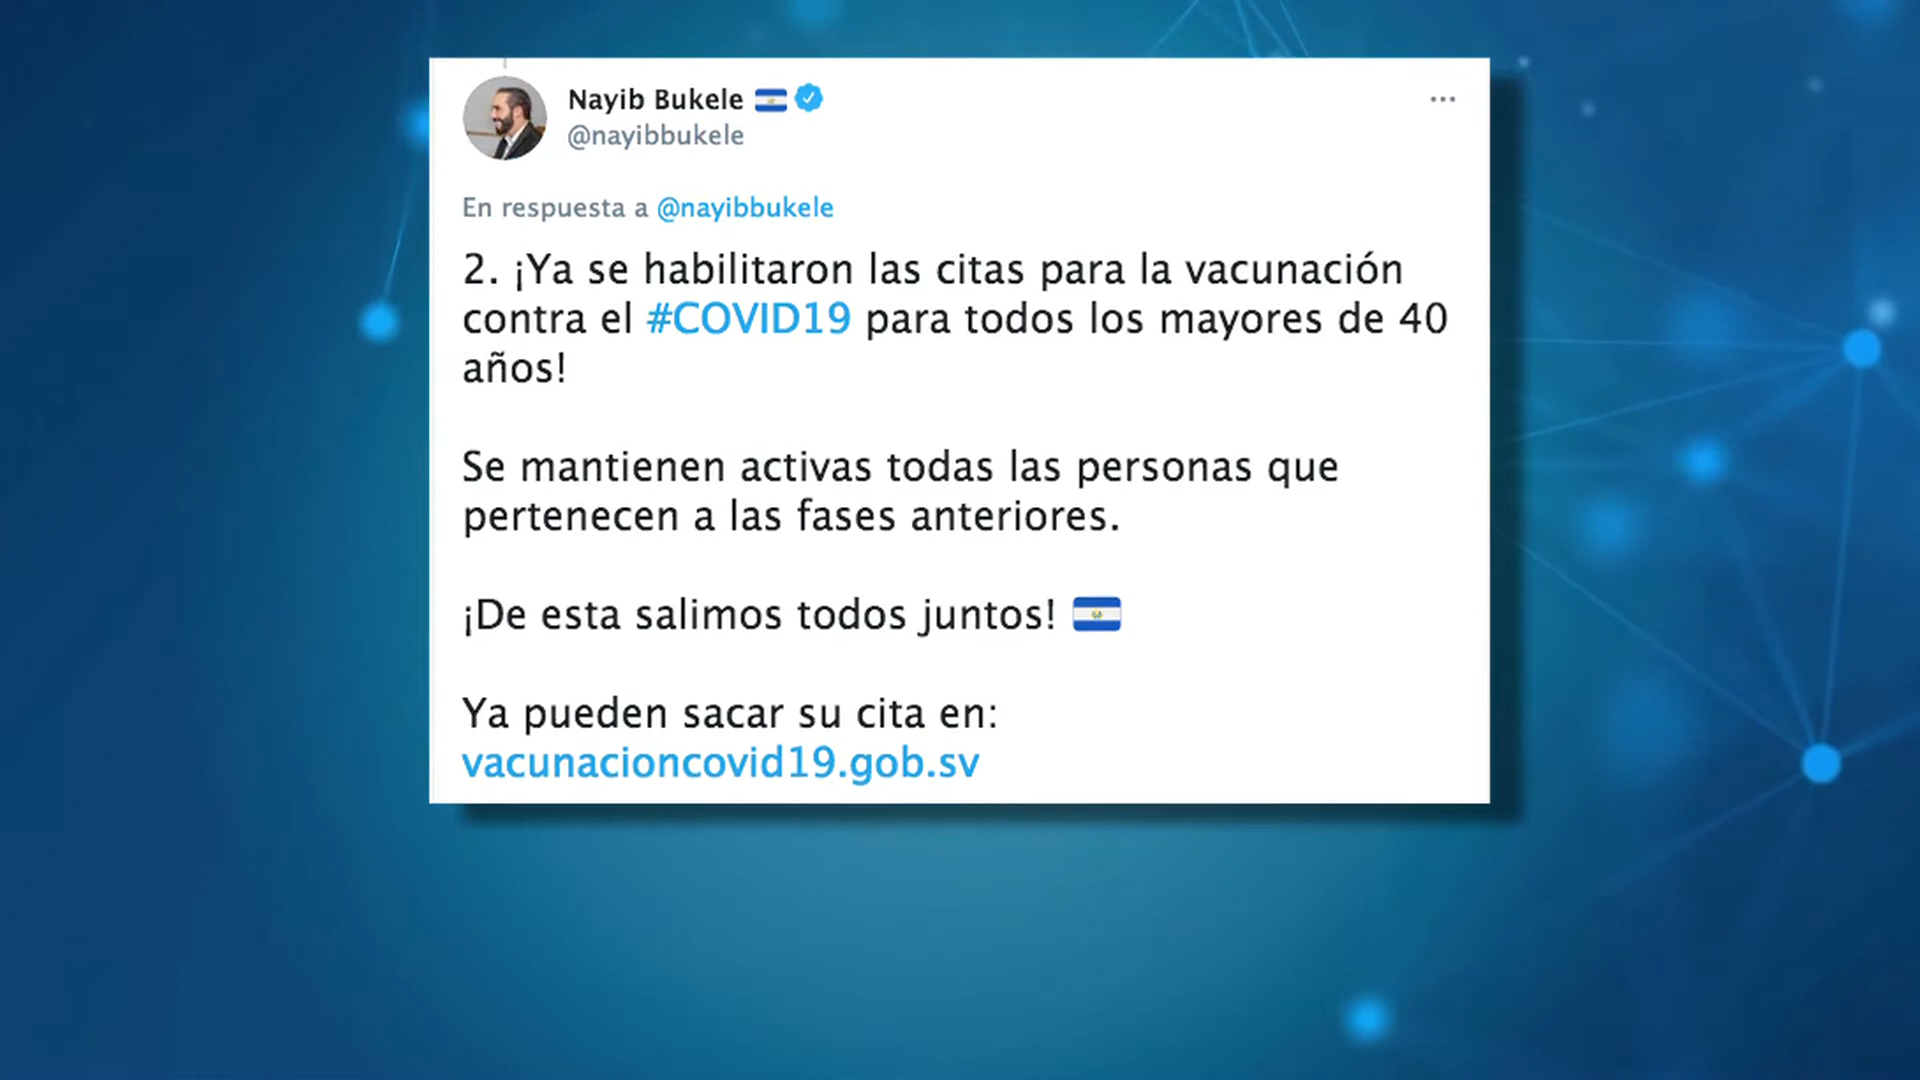 Nayib Bukele
@nayibbukele
En respuesta a @nayibbukele
2. ¡Ya se habilitaron las citas para la vacunación
contra el #COVID19 para todos los mayores de 40
años!
Se mantienen activas todas las personas que
pertenecen a las fases anteriores.
¡De esta salimos todos juntos! 🇸🇻
Ya pueden sacar su cita en:
vacunacioncovid19.gob.sv